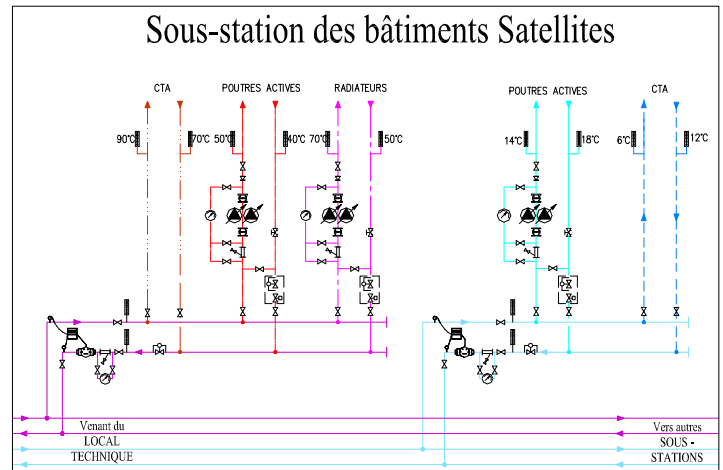 Sous-station des bâtiments Satellites
CTA
POUTRES ACTIVES
RADIATEURS
POUTRES ACTIVES
CTA
90°C
70°C
50°C
40°C
70°C
50°C
14°C
18°C
6°C
12°C
Venant du
LOCAL
TECHNIQUE
Vers autres
SOUS -
STATIONS